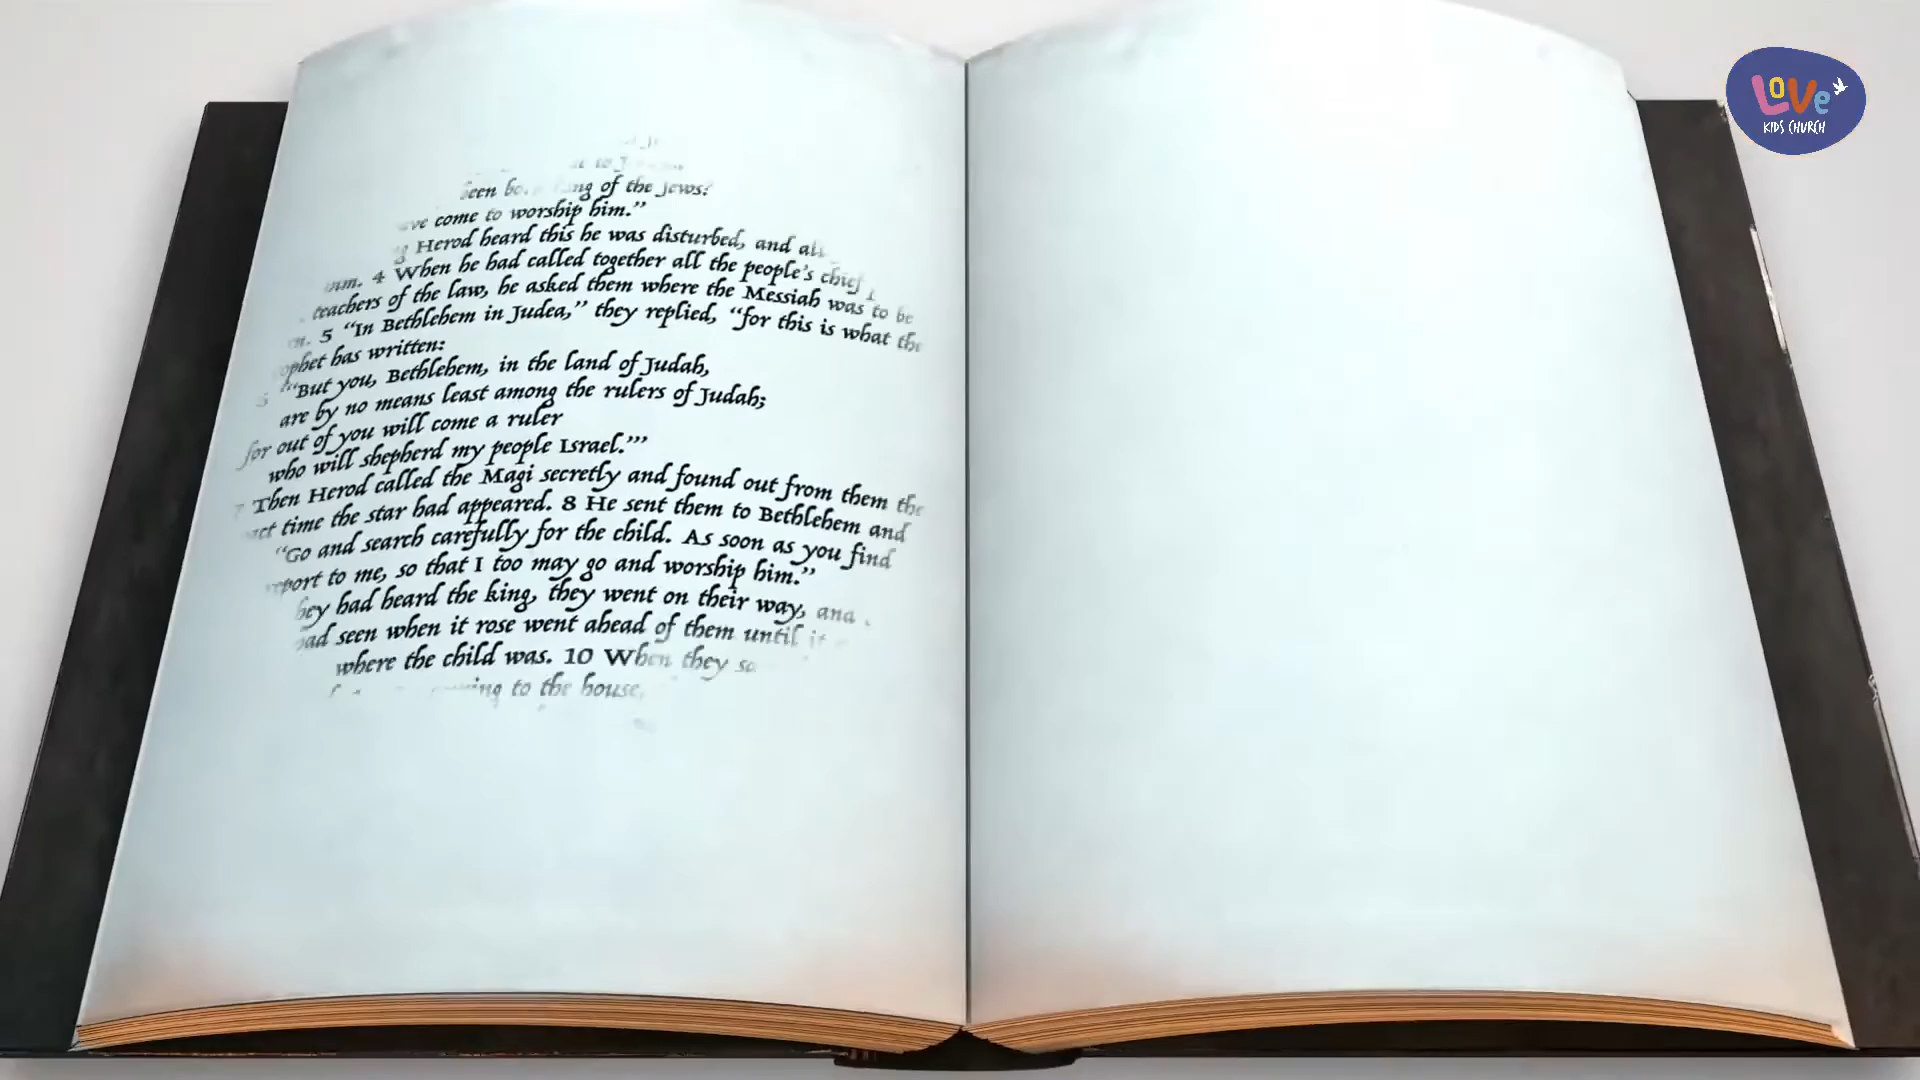 of the Jews?
come to worship him.”
Herod heard this he was disturbed, and
4 When he had called together all the people's chief
teachers of the law, he asked them where the Messiah was to be
5 “In Bethlehem in Judea,” they replied, “for this is what the
has written:
“But you, Bethlehem, in the land of Judah,
are by no means least among the rulers of Judah;
for out of you will come a ruler
who will shepherd my people Israel.’”
Then Herod called the Magi secretly and found out from them the
time the star had appeared. 8 He sent them to Bethlehem and
“Go and search carefully for the child. As soon as you find
to me, so that I too may go and worship him.”
had heard the king, they went on their way, and
seen when it rose went ahead of them until it
where the child was. 10 When they
to the house,
LOVE
KIDS CHURCH